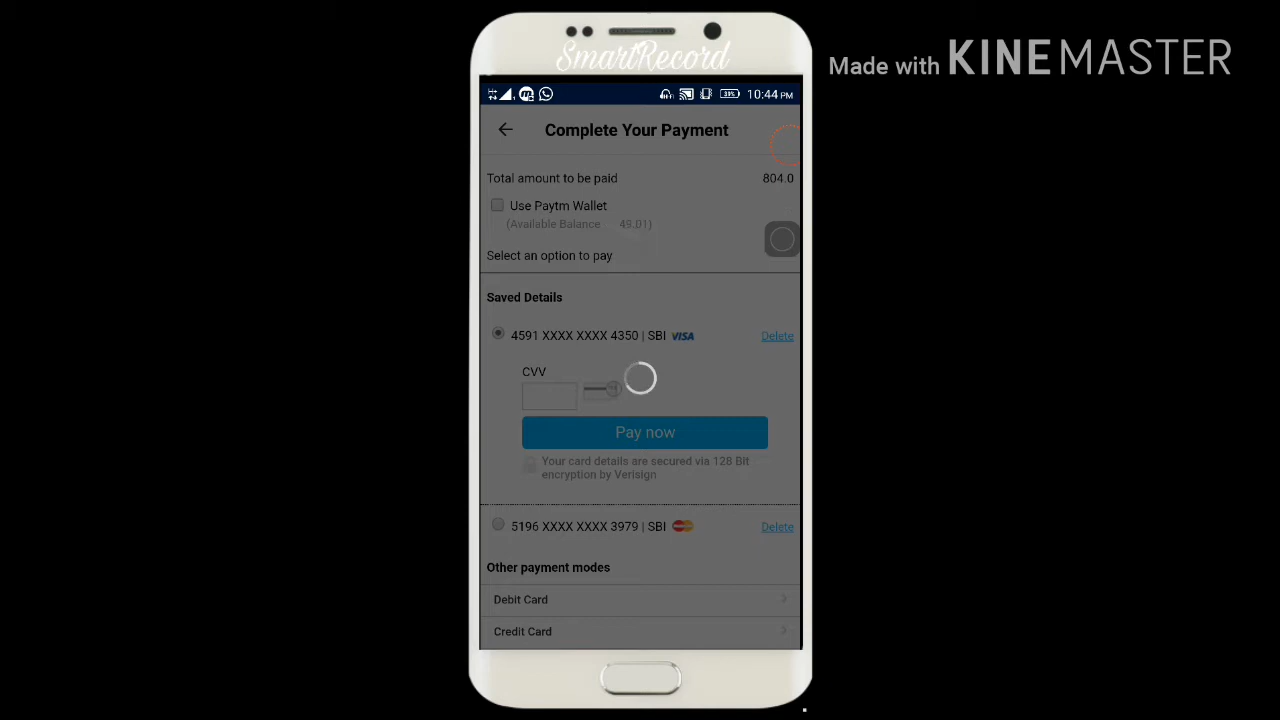 SmartRecord
Made with KINEMASTER
39% 10:44 PM
Complete Your Payment
Total amount to be paid 804.0
Use Paytm Wallet
(Available Balance 49.01)
Select an option to pay
Saved Details
4591 XXXX XXXX 4350 | SBI VISA Delete
CVV
Pay now
Your card details are secured via 128 Bit
encryption by Verisign
5196 XXXX XXXX 3979 | SBI Delete
Other payment modes
Debit Card
Credit Card